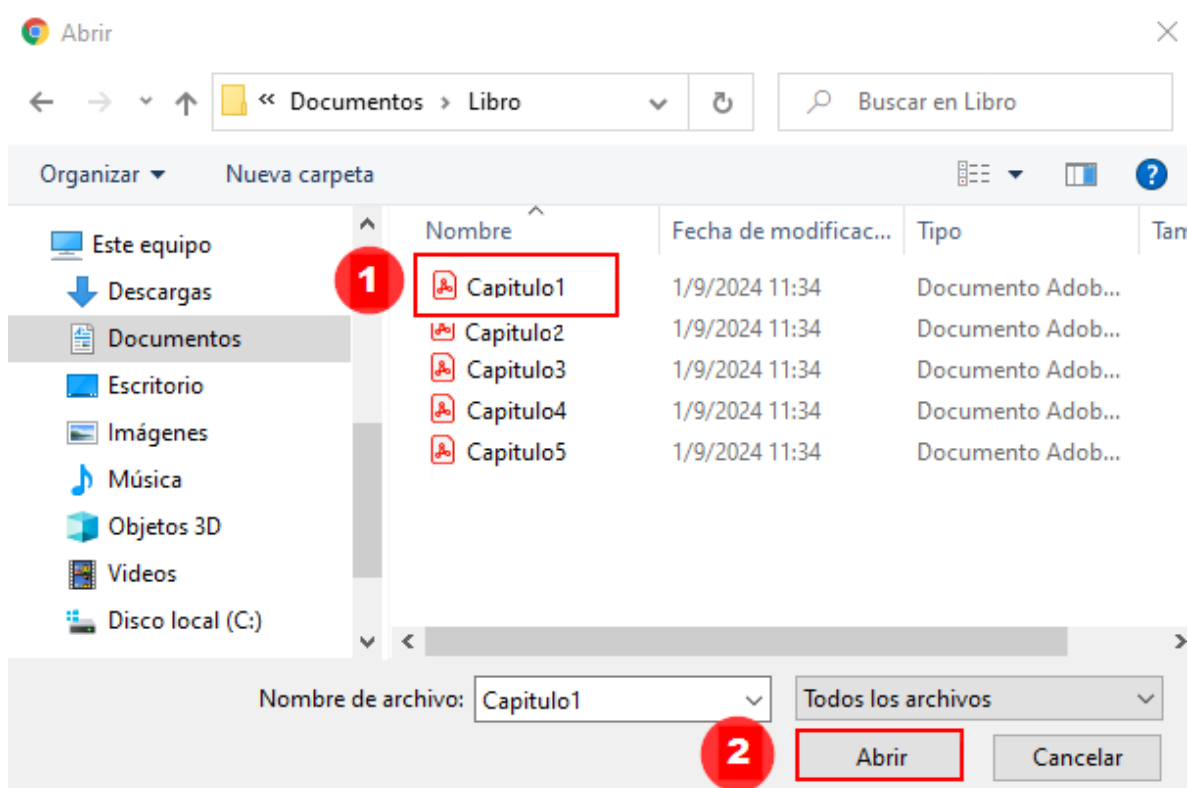 Abrir
« Documentos > Libro
Buscar en Libro
Organizar
Nueva carpeta
?
Nombre
Fecha de modificac...
Tipo
Tam
Este equipo
Descargas
Documentos
Escritorio
Imágenes
Música
Objetos 3D
Videos
Disco local (C:)
1
Capitulo1 1/9/2024 11:34 Documento Adob...
Capitulo2 1/9/2024 11:34 Documento Adob...
Capitulo3 1/9/2024 11:34 Documento Adob...
Capitulo4 1/9/2024 11:34 Documento Adob...
Capitulo5 1/9/2024 11:34 Documento Adob...
Nombre de archivo: Capitulo1
Todos los archivos
2
Abrir
Cancelar